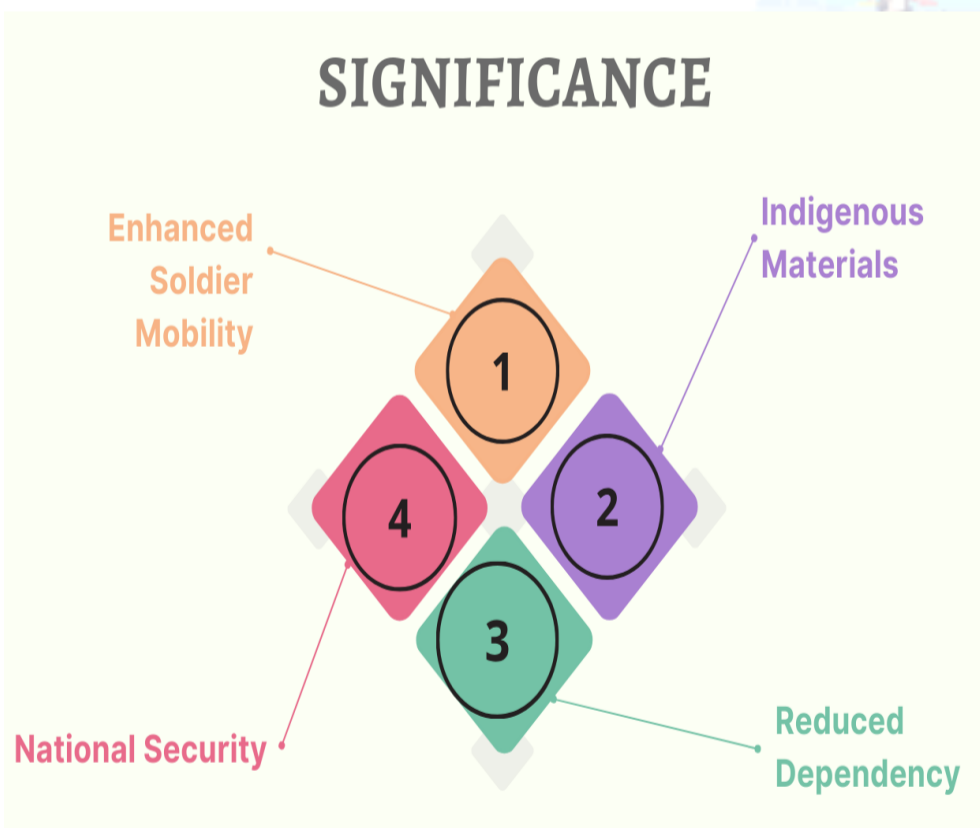 SIGNIFICANCE
Enhanced
Soldier
Mobility
Indigenous
Materials
1
4
2
3
National Security
Reduced
Dependency